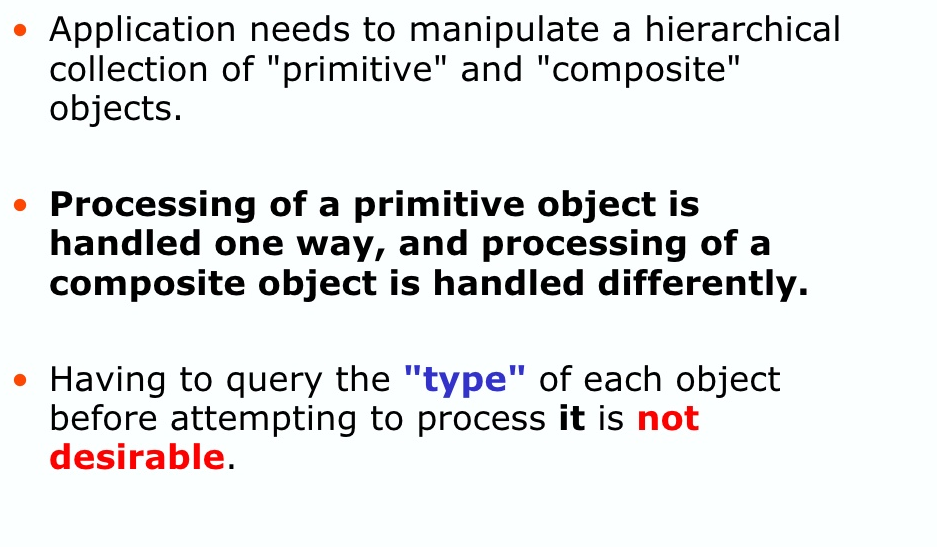 • Application needs to manipulate a hierarchical
collection of "primitive" and "composite"
objects.
• Processing of a primitive object is
handled one way, and processing of a
composite object is handled differently.
• Having to query the "type" of each object
before attempting to process it is not
desirable.